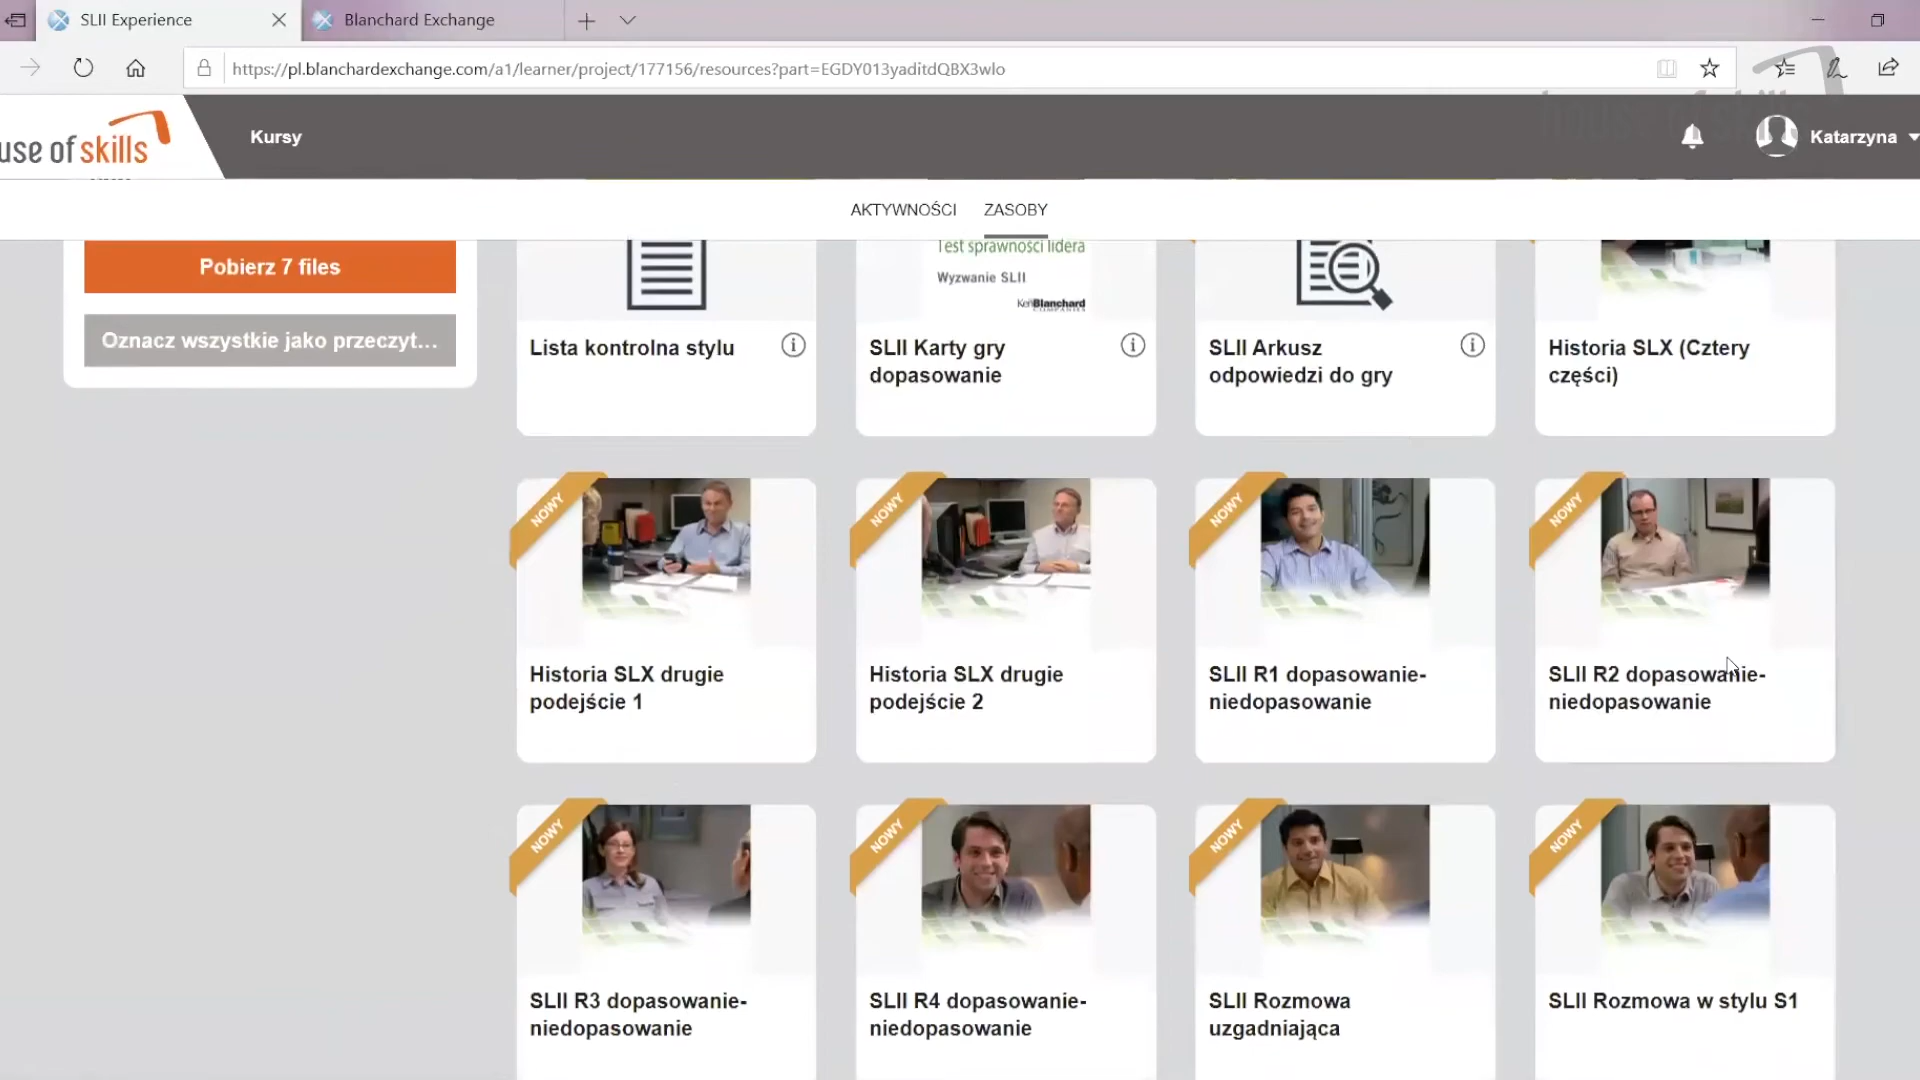 SLII Experience
Blanchard Exchange
https://pl.blanchardexchange.com/a1/learner/project/177156/resources?part=EGDY013yaditdQBX3wlo
use of skills
Kursy
Katarzyna
AKTYWNOŚCI
ZASOBY
Pobierz 7 files
Oznacz wszystkie jako przeczyt...
Test sprawności lidera
Wyzwanie SLII
Ken Blanchard
COMPANIES
Lista kontrolna stylu
SLII Karty gry
dopasowanie
SLII Arkusz
odpowiedzi do gry
Historia SLX (Cztery
części)
NOWY
NOWY
NOWY
NOWY
Historia SLX drugie
podejście 1
Historia SLX drugie
podejście 2
SLII R1 dopasowanie-
niedopasowanie
SLII R2 dopasowanie-
niedopasowanie
NOWY
NOWY
NOWY
NOWY
SLII R3 dopasowanie-
niedopasowanie
SLII R4 dopasowanie-
niedopasowanie
SLII Rozmowa
uzgadniająca
SLII Rozmowa w stylu S1